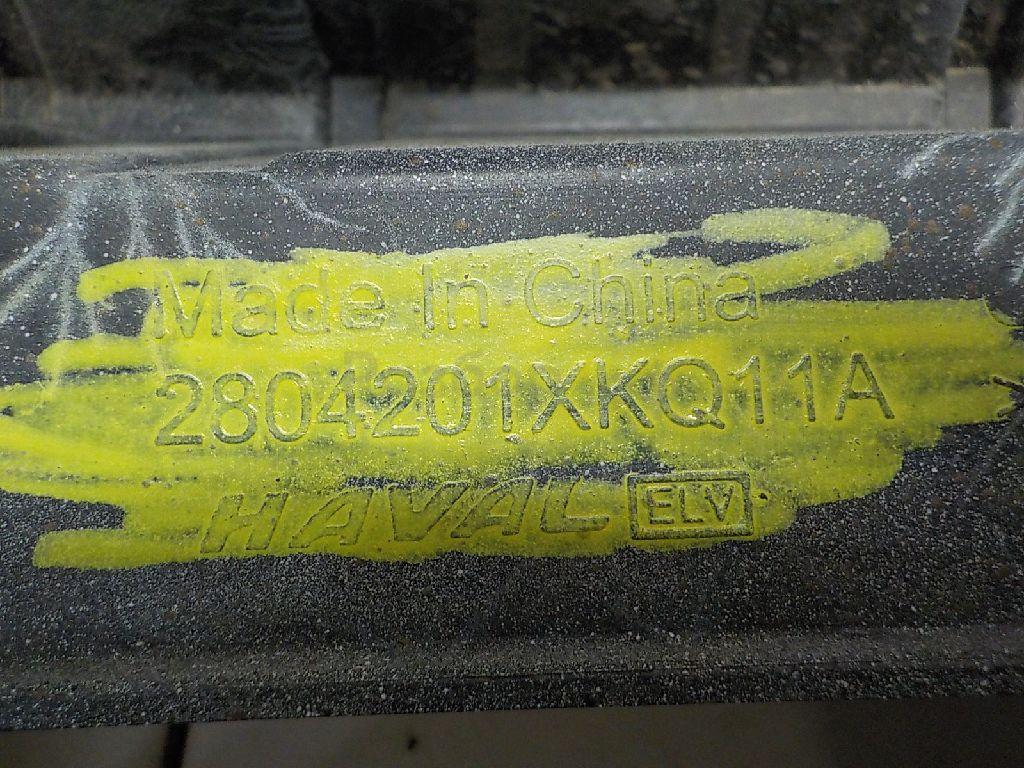 Made In China
2804201XKQ11A
HAVAL ELV